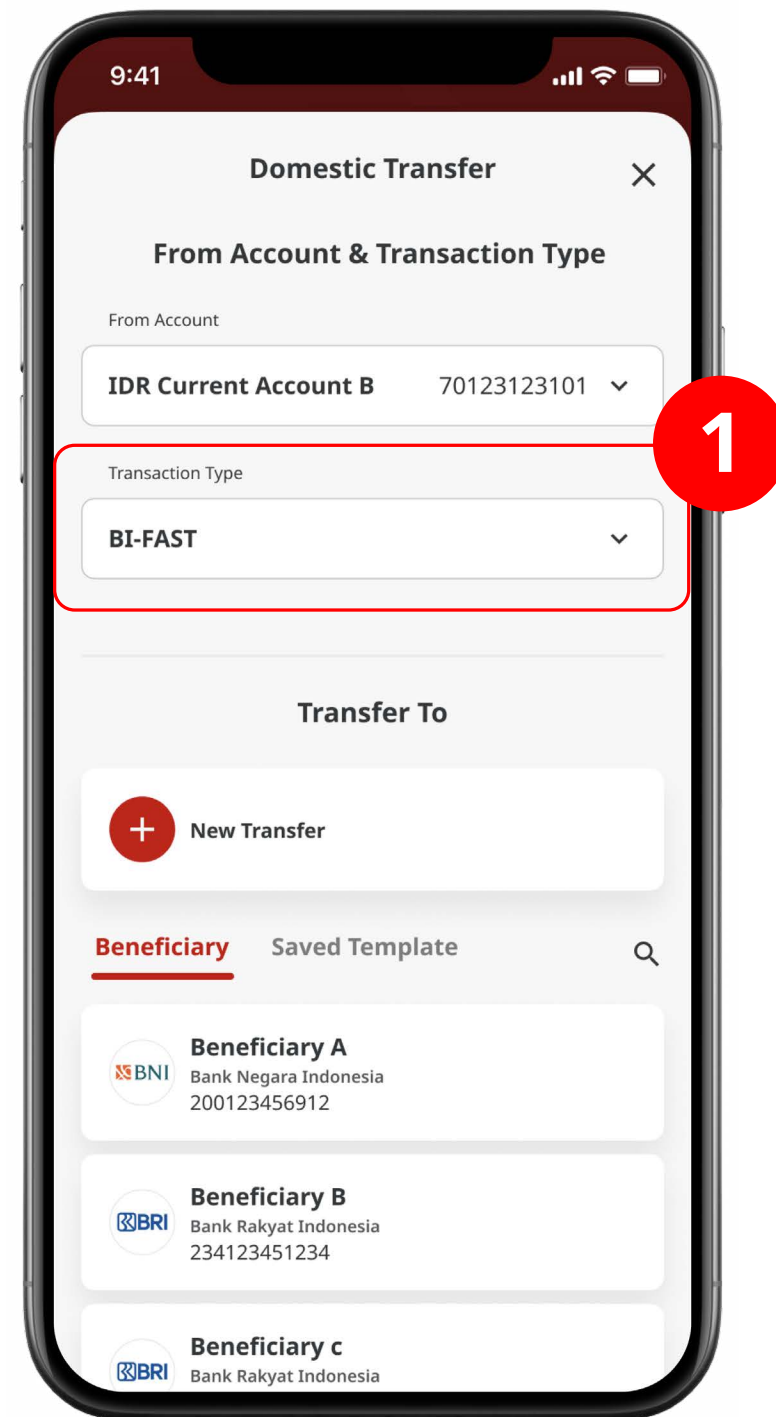 9:41
Domestic Transfer
From Account & Transaction Type
From Account
IDR Current Account B 70123123101
1
Transaction Type
BI-FAST
Transfer To
New Transfer
Beneficiary Saved Template
Beneficiary A
BNI Bank Negara Indonesia
200123456912
Beneficiary B
BRI Bank Rakyat Indonesia
234123451234
Beneficiary c
BRI Bank Rakyat Indonesia